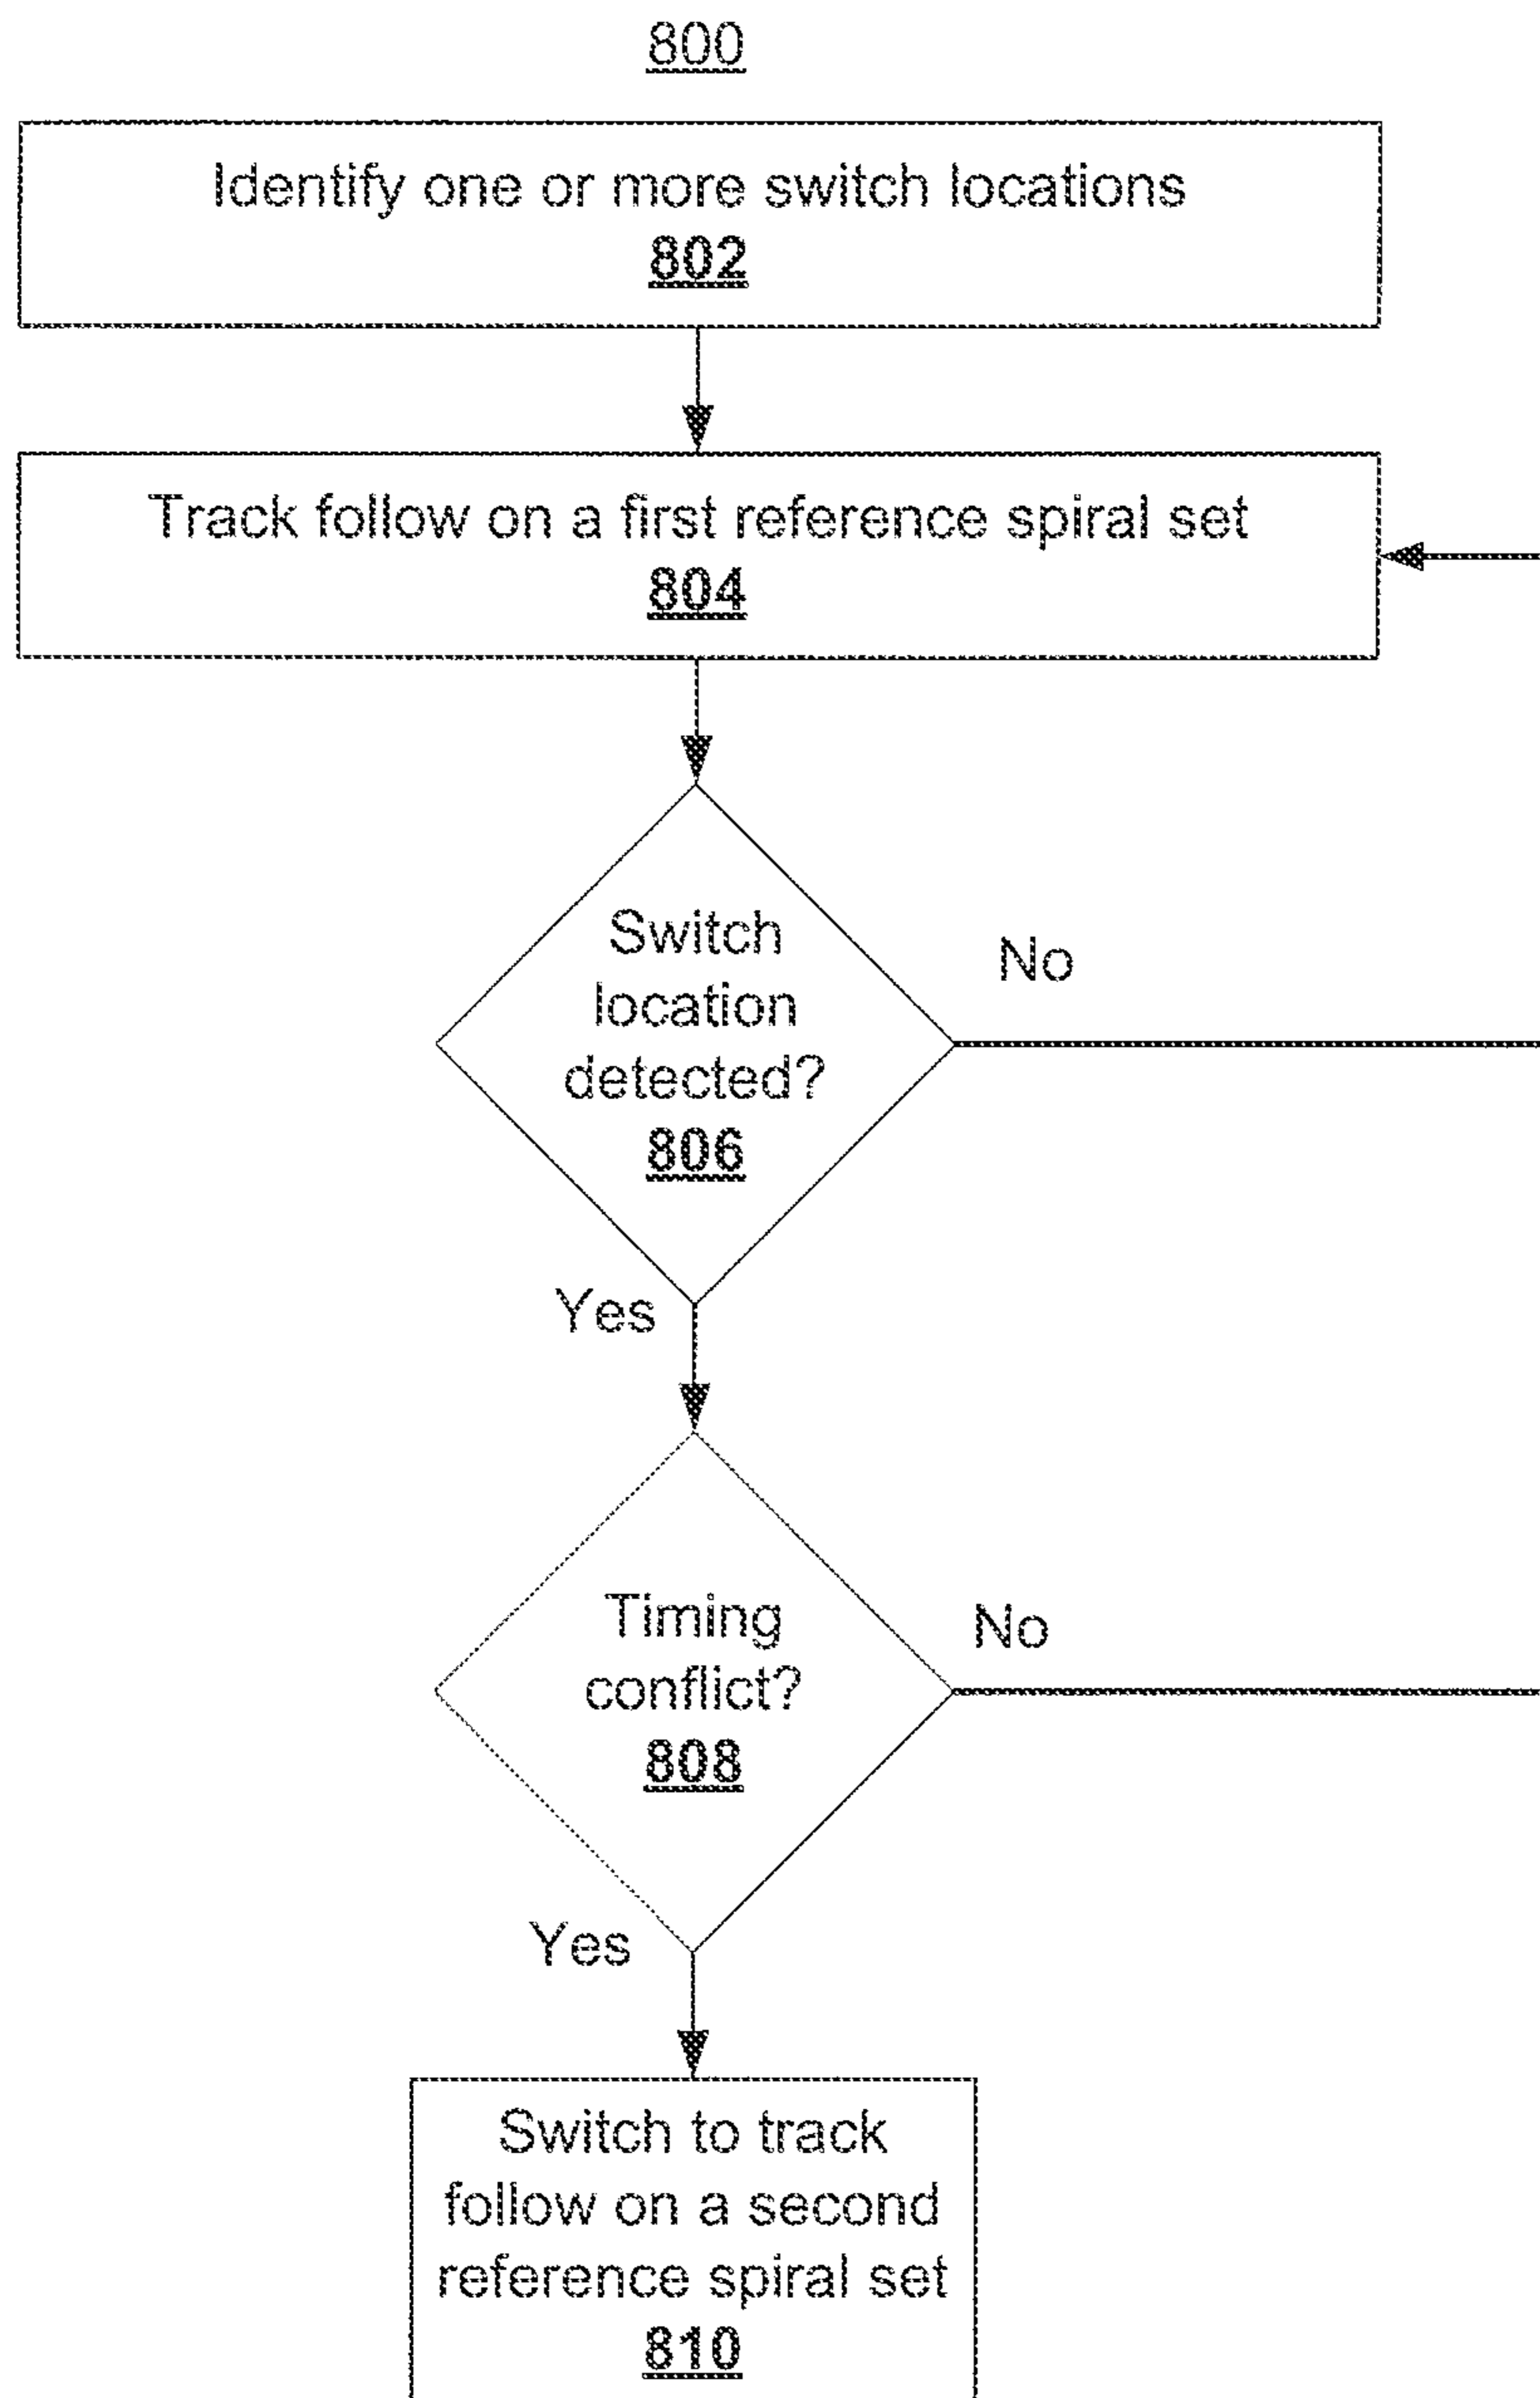 800
Identify one or more switch locations
802
Track follow on a first reference spiral set
804
Switch
location
detected?
806
No
Yes
Timing
conflict?
808
No
Yes
Switch to track
follow on a second
reference spiral set
810